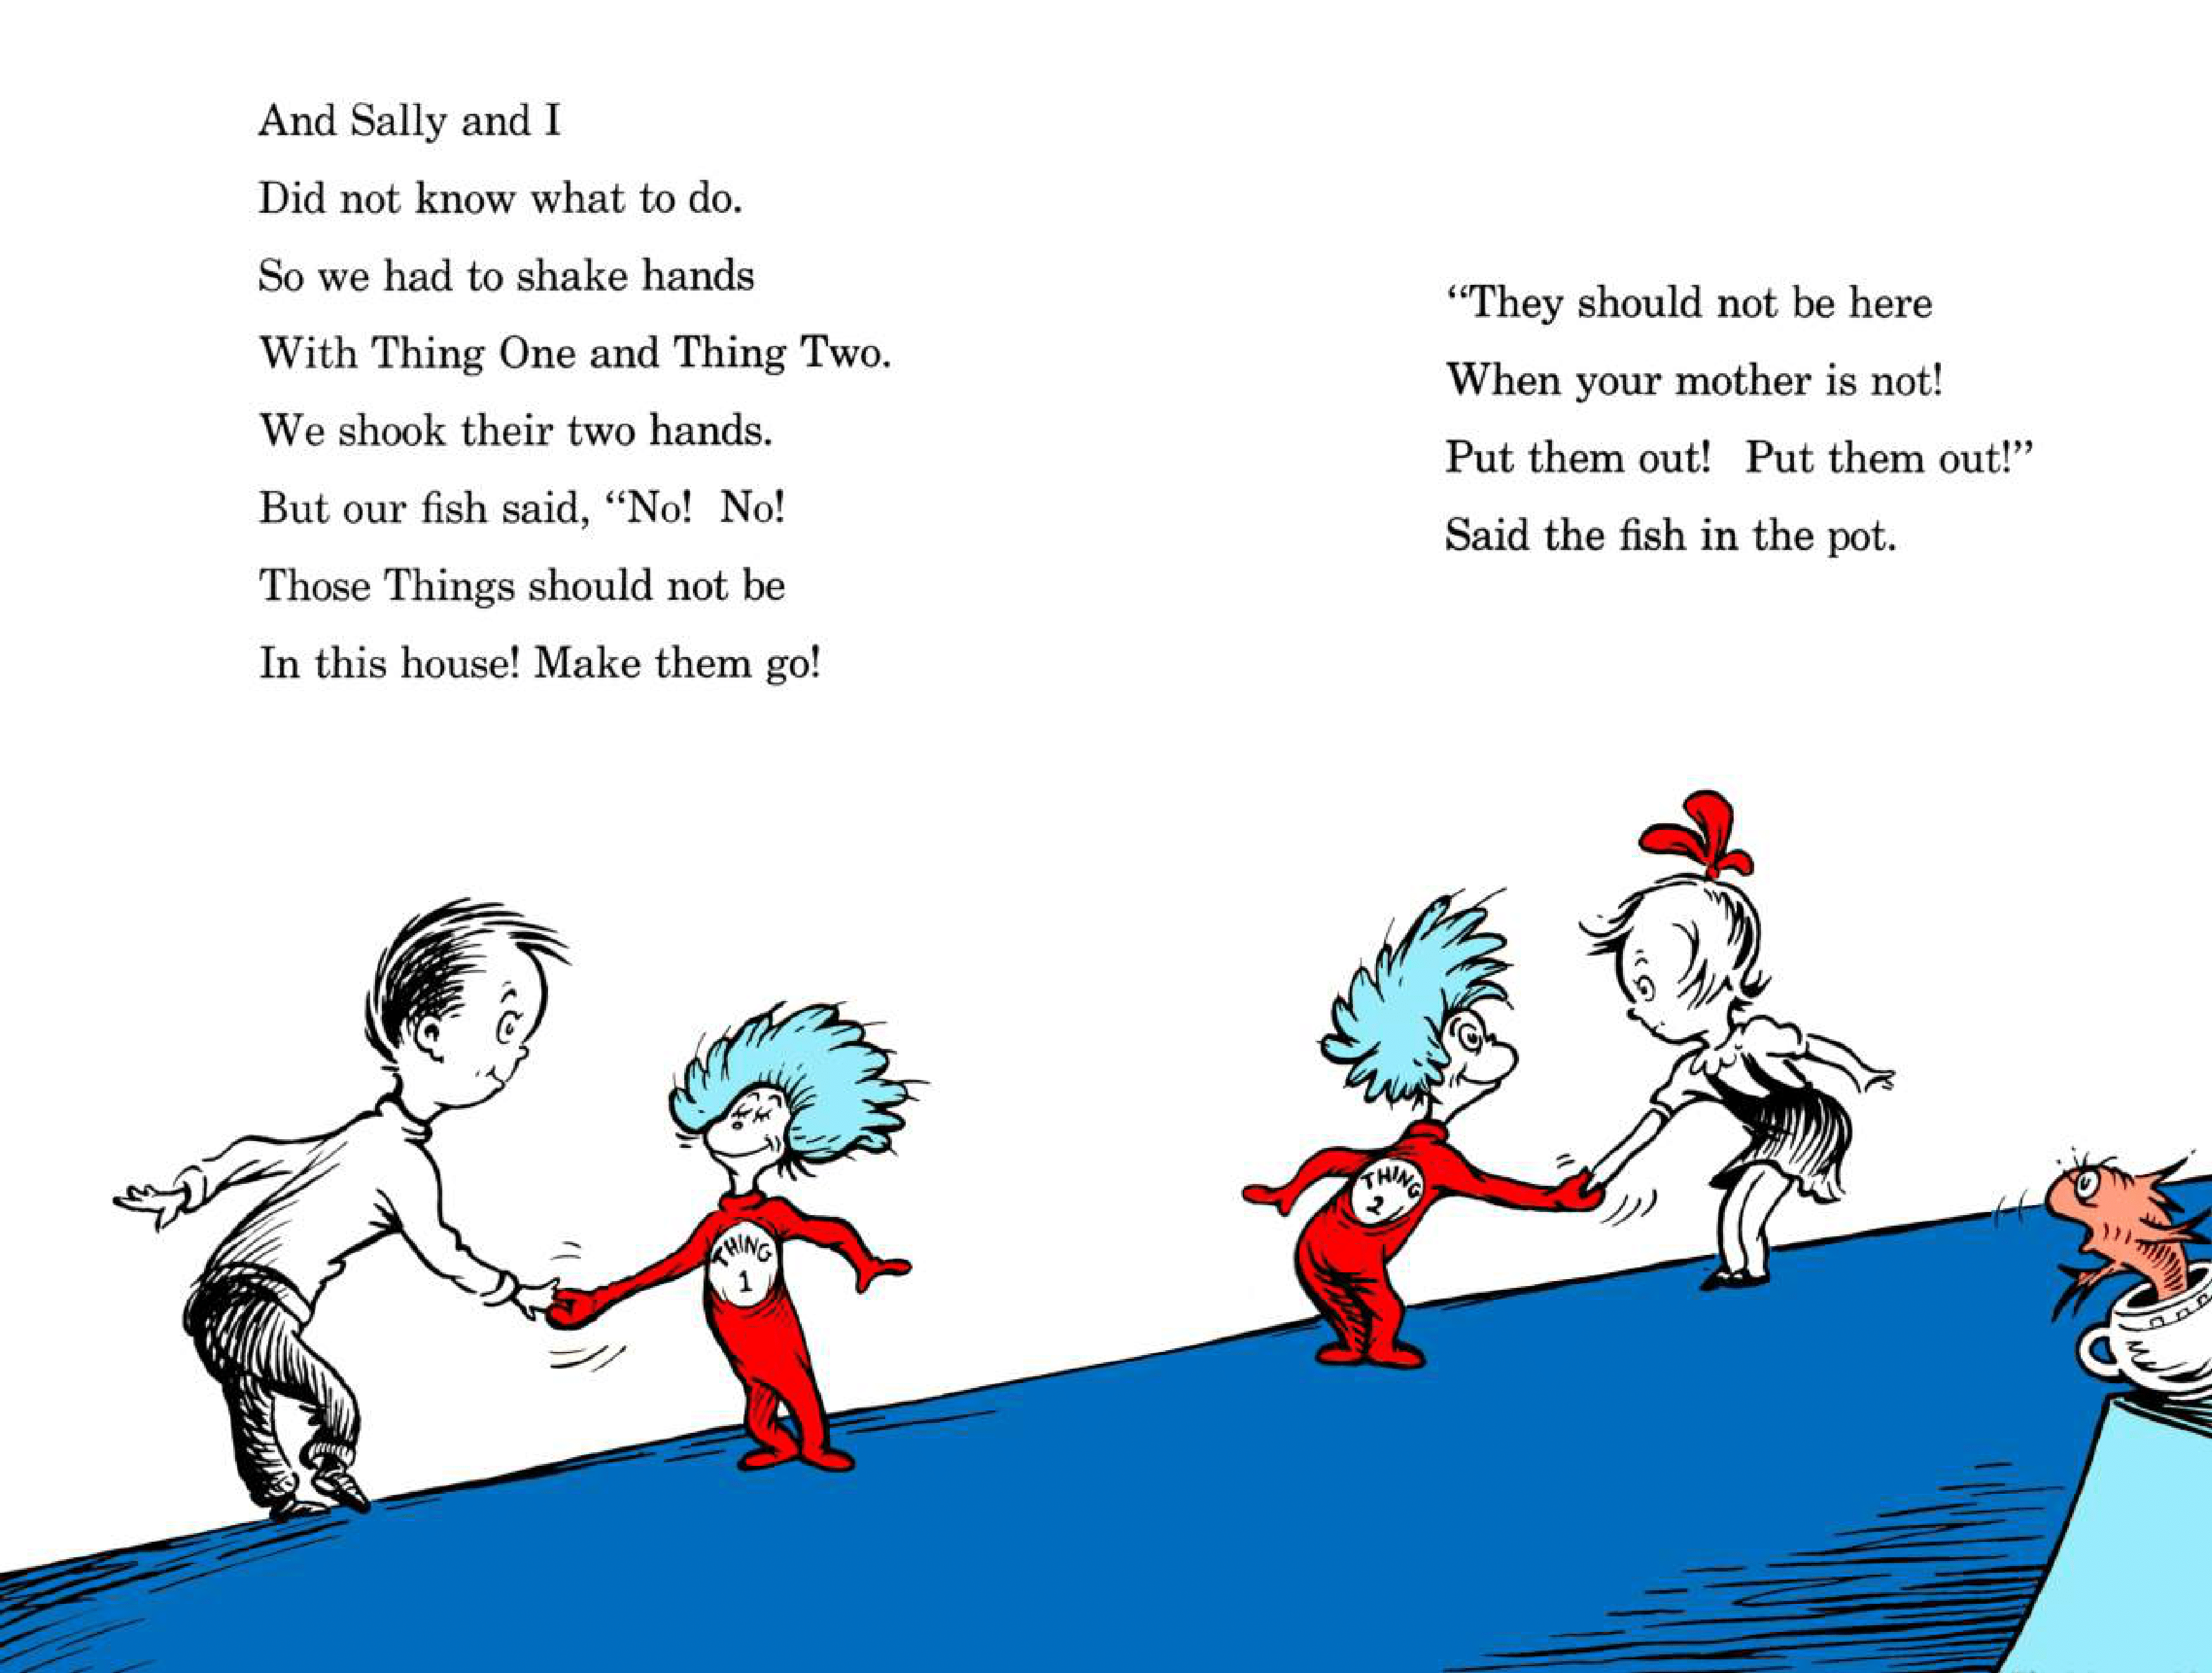 And Sally and I
Did not know what to do.
So we had to shake hands
With Thing One and Thing Two.
We shook their two hands.
But our fish said, “No! No!
Those Things should not be
In this house! Make them go!
“They should not be here
When your mother is not!
Put them out! Put them out!”
Said the fish in the pot.
THING
1
THING
2